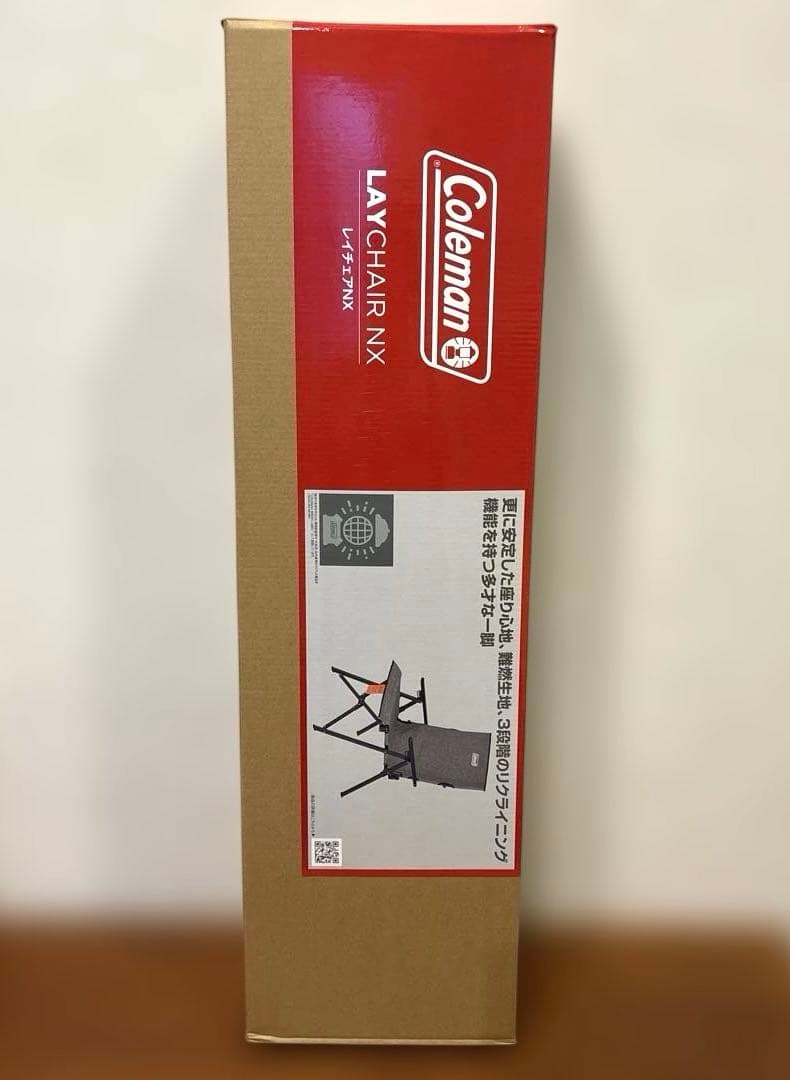 Coleman
LAYCHAIR NX
レイチェアNX
更に安定した座り心地、難燃生地、3段階のリクライニング
機能を持つ多才な一脚